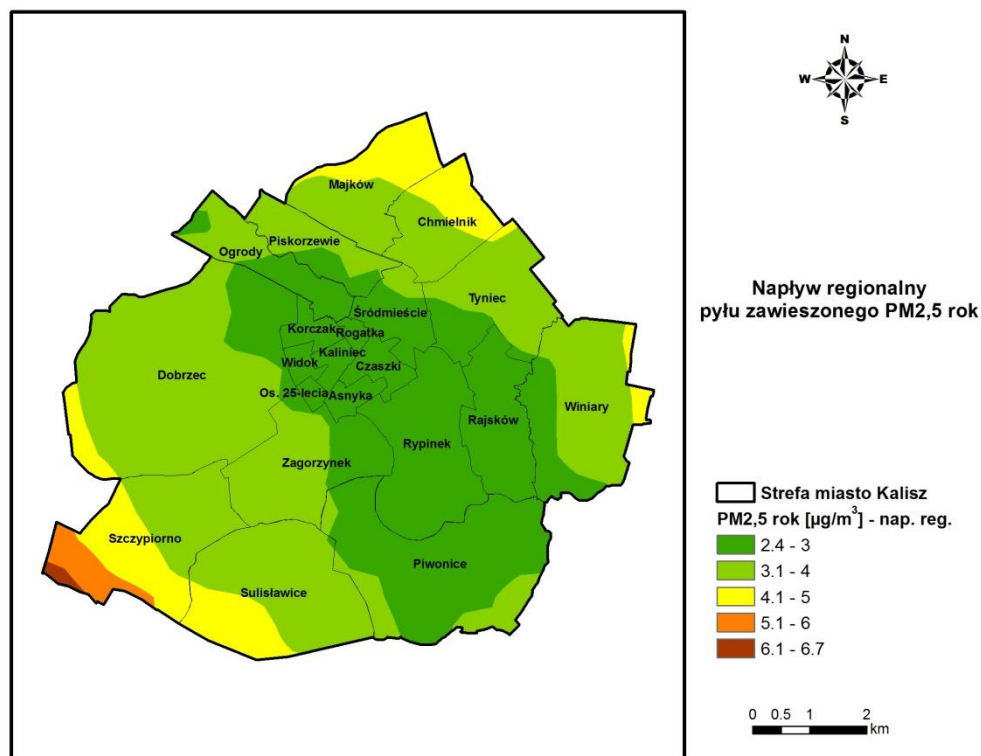 N
W E
S
Majków
Chmielnik
Piskorzewie
Ogrody
Tyniec
Napływ regionalny
pyłu zawieszonego PM2,5 rok
Śródmieście
Korczak
Rogatka
Kaliniec
Widok
Czaszki
Dobrzec
Os. 25-lecia
Asnyka
Winiary
Rajsków
Rypinek
Zagorzynek
Szczypiorno
Piwonice
Sulisławice
Strefa miasto Kalisz
PM2,5 rok [µg/m³] - nap. reg.
2.4 - 3
3.1 - 4
4.1 - 5
5.1 - 6
6.1 - 6.7
0 0.5 1 2
km